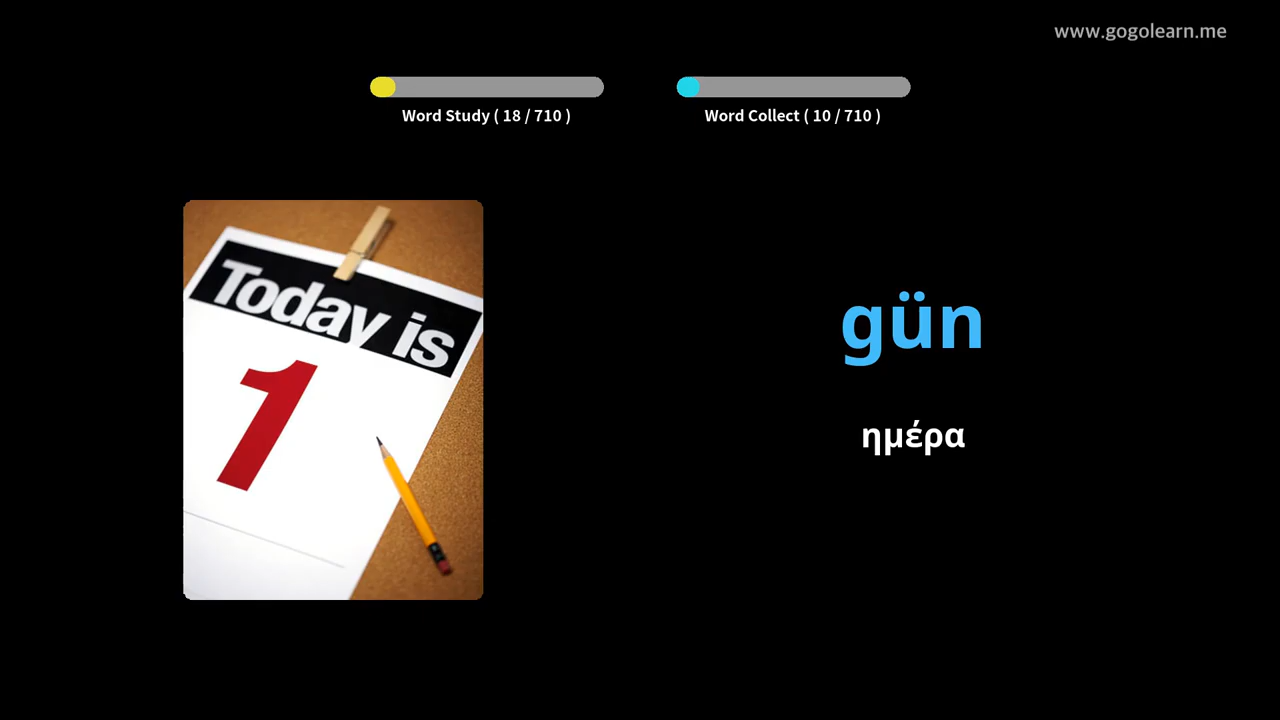 www.gogolearn.me
Word Study ( 18 / 710 )
Word Collect ( 10 / 710 )
Today is
1
gün
ημέρα